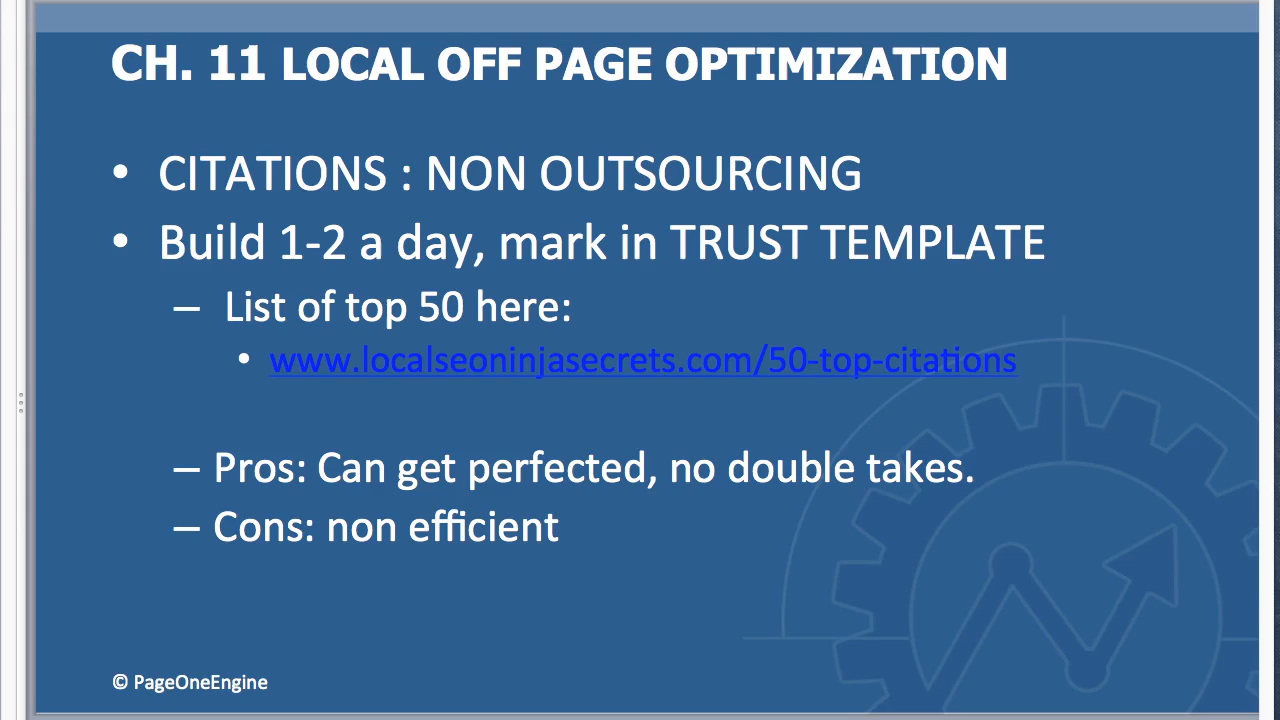 CH. 11 LOCAL OFF PAGE OPTIMIZATION
• CITATIONS : NON OUTSOURCING
• Build 1-2 a day, mark in TRUST TEMPLATE
– List of top 50 here:
• www.localseoninjasecrets.com/50-top-citations
– Pros: Can get perfected, no double takes.
– Cons: non efficient
© PageOneEngine